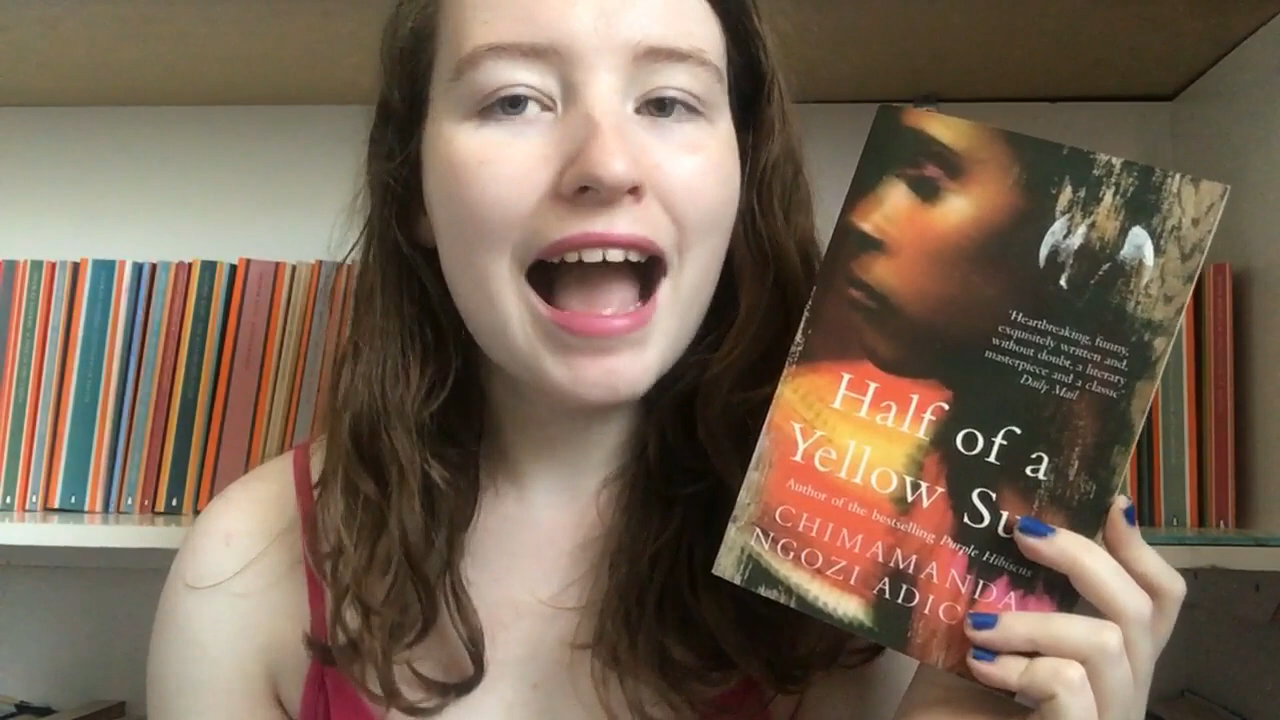 'Heartbreaking, funny,
exquisitely written and,
without doubt, a literary
masterpiece and a classic'
Daily Mail
Half of a
Yellow Su
Author of the bestselling Purple Hibiscus
CHIMAMANDA
NGOZI ADIC